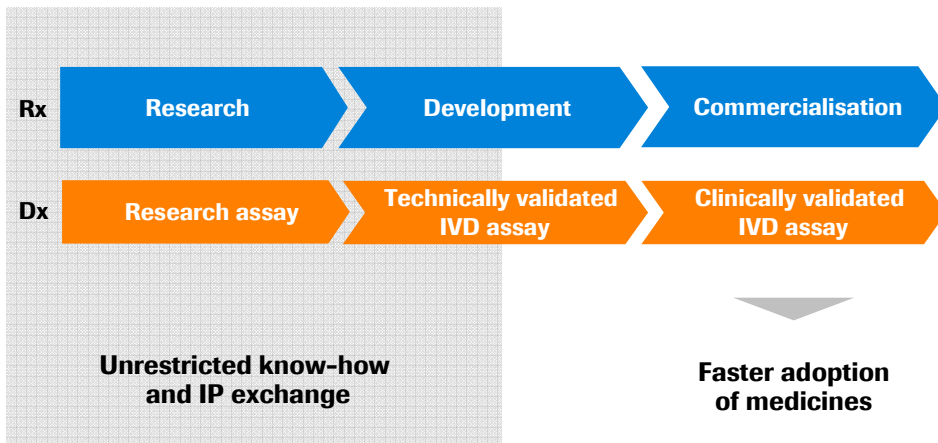 Rx
Research
Development
Commercialisation
Dx
Research assay
Technically validated
IVD assay
Clinically validated
IVD assay
Unrestricted know-how
and IP exchange
Faster adoption
of medicines